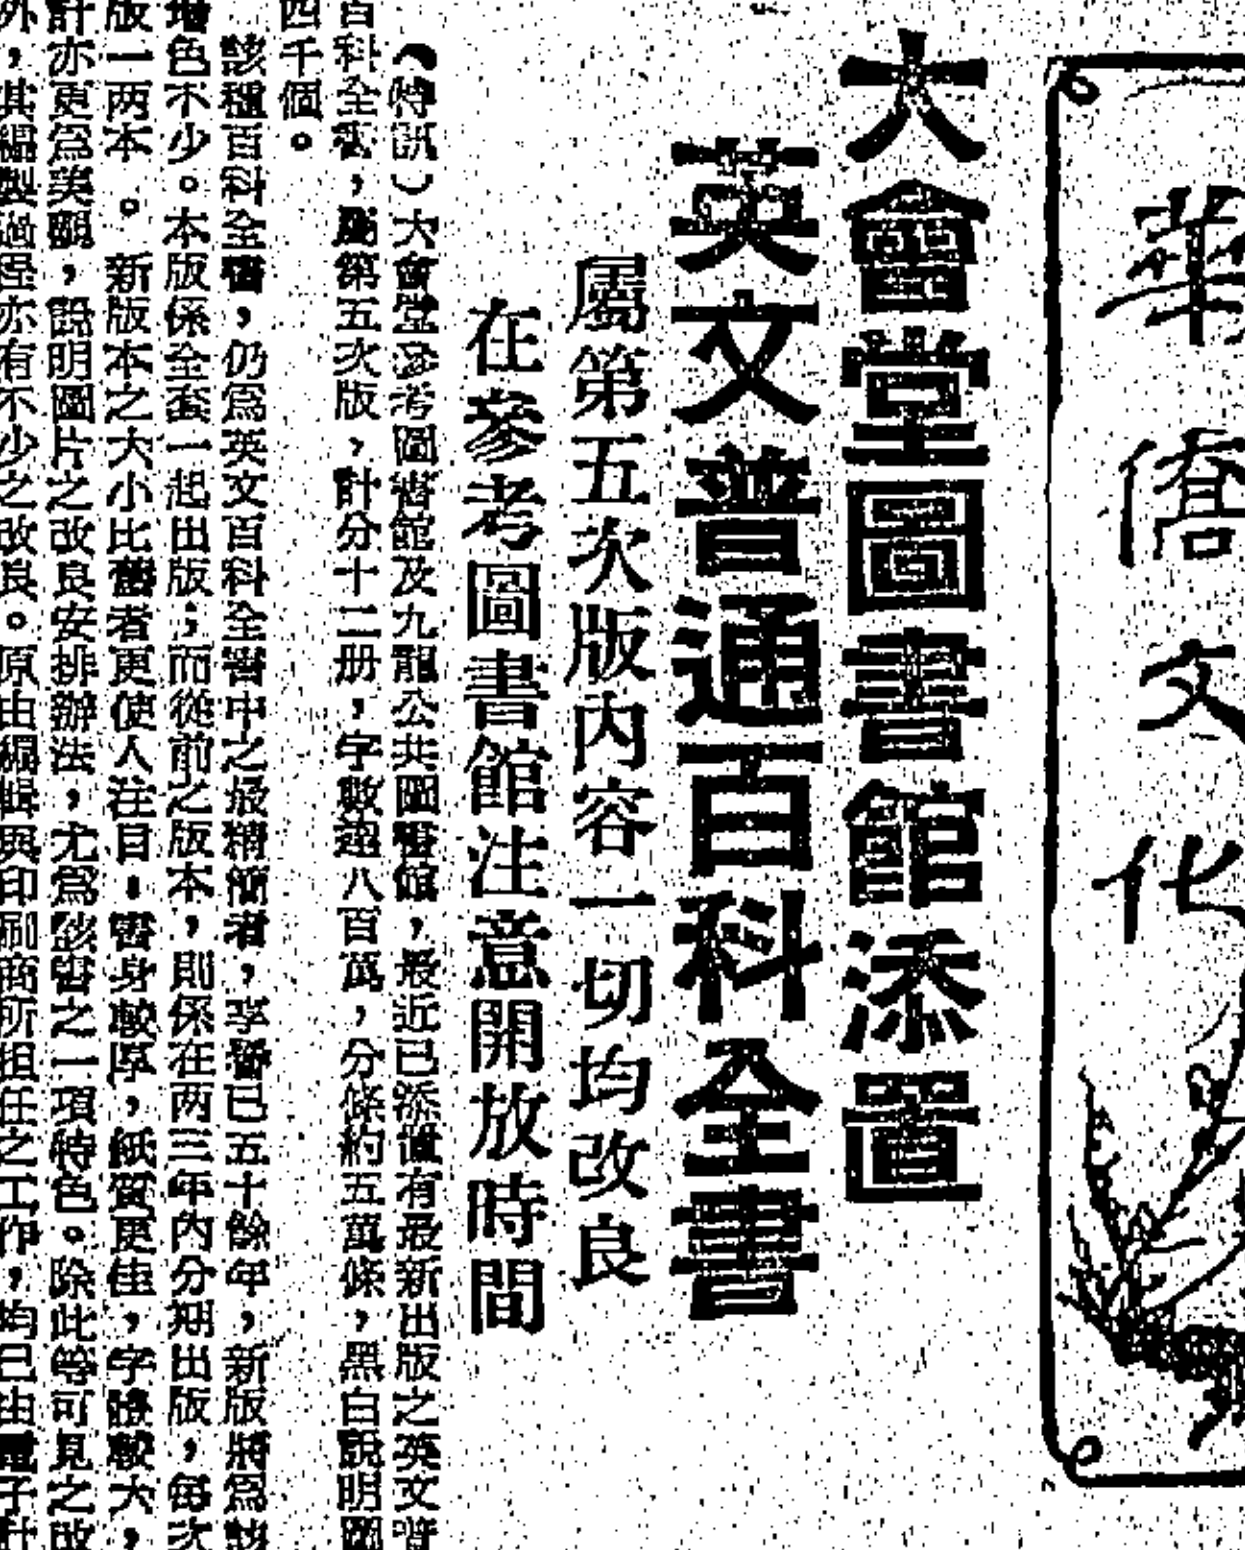 華僑文化
大會堂圖書館添置
英文普通百科全書
屬第五次版內容一切均改良
在參考圖書館注意開放時間
(特訊)大會堂參考圖書館及九龍公共圖書館，最近已添置有最新出版之英文普
百科全書，屬第五次版，計分十二册，字數超八百萬，分條約五萬條，黑白説明圖
四千個。
該種百科全書，仍爲英文百科全書中之最精簡者，享譽已五十餘年，新版將爲該
增色不少。本版係全套一起出版；而從前之版本，則係在两三年內分期出版，每次
版一两本。新版本之大小比舊者更使人注目。書身較厚，紙質更佳，字體較大，
計亦更爲美觀，説明圖片之改良安排辦法，尤爲該書之一項特色。除此等可見之改
外，其編製過程亦有不少之改良。原由編輯與印刷商所担任之工作，均已由電子計